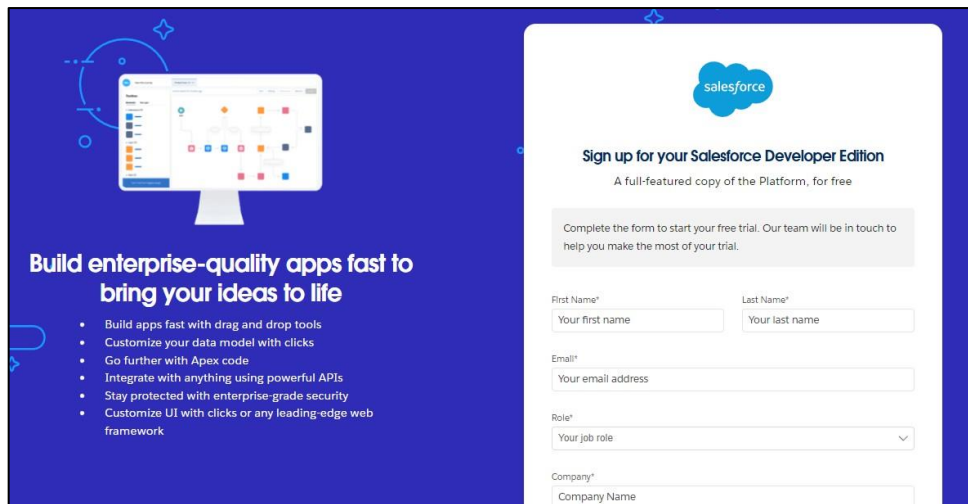 Build enterprise-quality apps fast to
bring your ideas to life
Build apps fast with drag and drop tools
Customize your data model with clicks
Go further with Apex code
Integrate with anything using powerful APIs
Stay protected with enterprise-grade security
Customize UI with clicks or any leading-edge web
framework
salesforce
Sign up for your Salesforce Developer Edition
A full-featured copy of the Platform, for free
Complete the form to start your free trial. Our team will be in touch to
help you make the most of your trial.
First Name* Last Name*
Your first name Your last name
Email*
Your email address
Role*
Your job role
Company*
Company Name